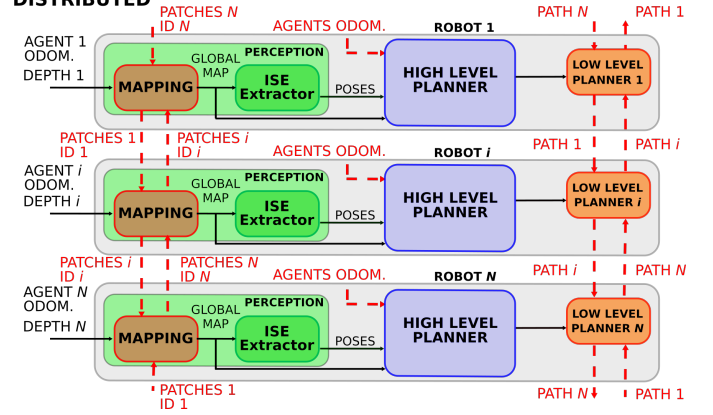 DISTRIBUTED
PATCHES N
ID N
AGENTS ODOM.
PATH N
PATH 1
ROBOT 1
AGENT 1
ODOM.
DEPTH 1
MAPPING
GLOBAL
MAP
PERCEPTION
ISE
Extractor
POSES
HIGH LEVEL
PLANNER
LOW LEVEL
PLANNER 1
PATCHES 1
ID 1
PATCHES i
ID i
AGENTS ODOM.
PATH 1
PATH i
ROBOT i
AGENT i
ODOM.
DEPTH i
MAPPING
GLOBAL
MAP
PERCEPTION
ISE
Extractor
POSES
HIGH LEVEL
PLANNER
LOW LEVEL
PLANNER i
PATCHES i
ID i
PATCHES N
ID N
AGENTS ODOM.
PATH i
PATH N
ROBOT N
AGENT N
ODOM.
DEPTH N
MAPPING
GLOBAL
MAP
PERCEPTION
ISE
Extractor
POSES
HIGH LEVEL
PLANNER
LOW LEVEL
PLANNER N
PATCHES 1
ID 1
PATH N
PATH 1